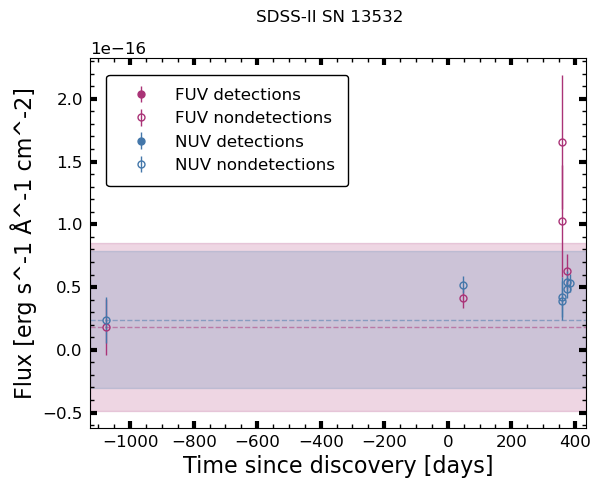 SDSS-II SN 13532
1e−16
FUV detections
FUV nondetections
NUV detections
NUV nondetections
2.0
1.5
1.0
0.5
0.0
−0.5
Flux [erg s^-1 Å^-1 cm^-2]
−1000 −800 −600 −400 −200 0 200 400
Time since discovery [days]